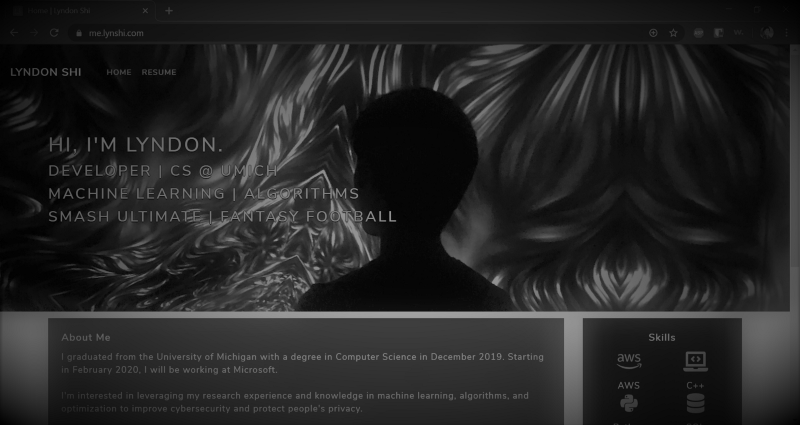 Home | Lyndon Shi
me.lynshi.com
LYNDON SHI HOME RESUME
HI, I'M LYNDON.
DEVELOPER | CS @ UMICH
MACHINE LEARNING | ALGORITHMS
SMASH ULTIMATE | FANTASY FOOTBALL
About Me
I graduated from the University of Michigan with a degree in Computer Science in December 2019. Starting
in February 2020, I will be working at Microsoft.
I'm interested in leveraging my research experience and knowledge in machine learning, algorithms, and
optimization to improve cybersecurity and protect people's privacy.
Skills
aws
AWS C++